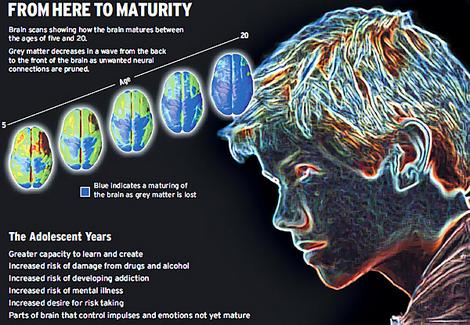 FROM HERE TO MATURITY
Brain scans showing how the brain matures between
the ages of five and 20.
Grey matter decreases in a wave from the back
to the front of the brain as unwanted neural
connections are pruned.
20
Age
5
Blue indicates a maturing of
the brain as grey matter is lost
The Adolescent Years
Greater capacity to learn and create
Increased risk of damage from drugs and alcohol
Increased risk of developing addiction
Increased risk of mental illness
Increased desire for risk taking
Parts of brain that control impulses and emotions not yet mature